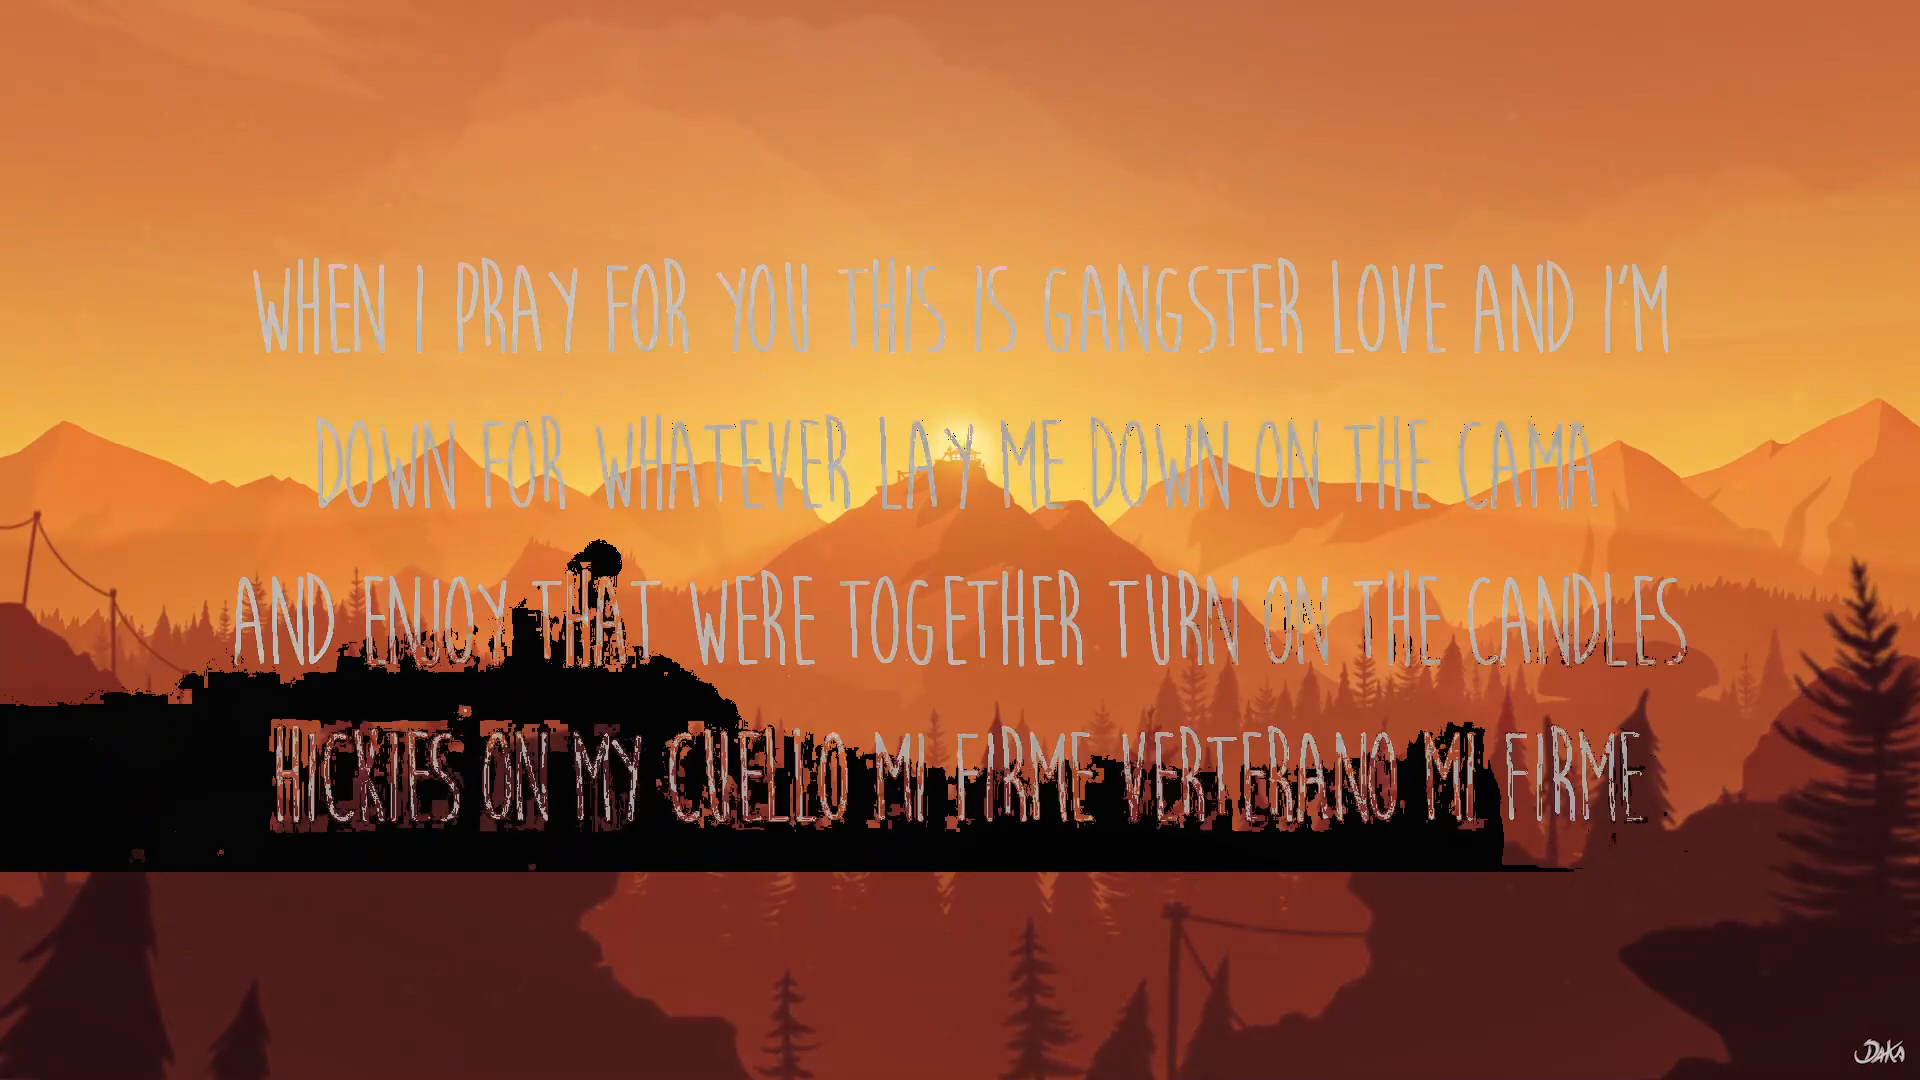 WHEN I PRAY FOR YOU THIS IS GANGSTER LOVE AND I'M
DOWN FOR WHATEVER LAY ME DOWN ON THE CAMA
AND ENJOY THAT WERE TOGETHER TURN ON THE CANDLES
HICKIES ON MY CUELLO MI FIRME VERTERANO MI FIRME
DAKA